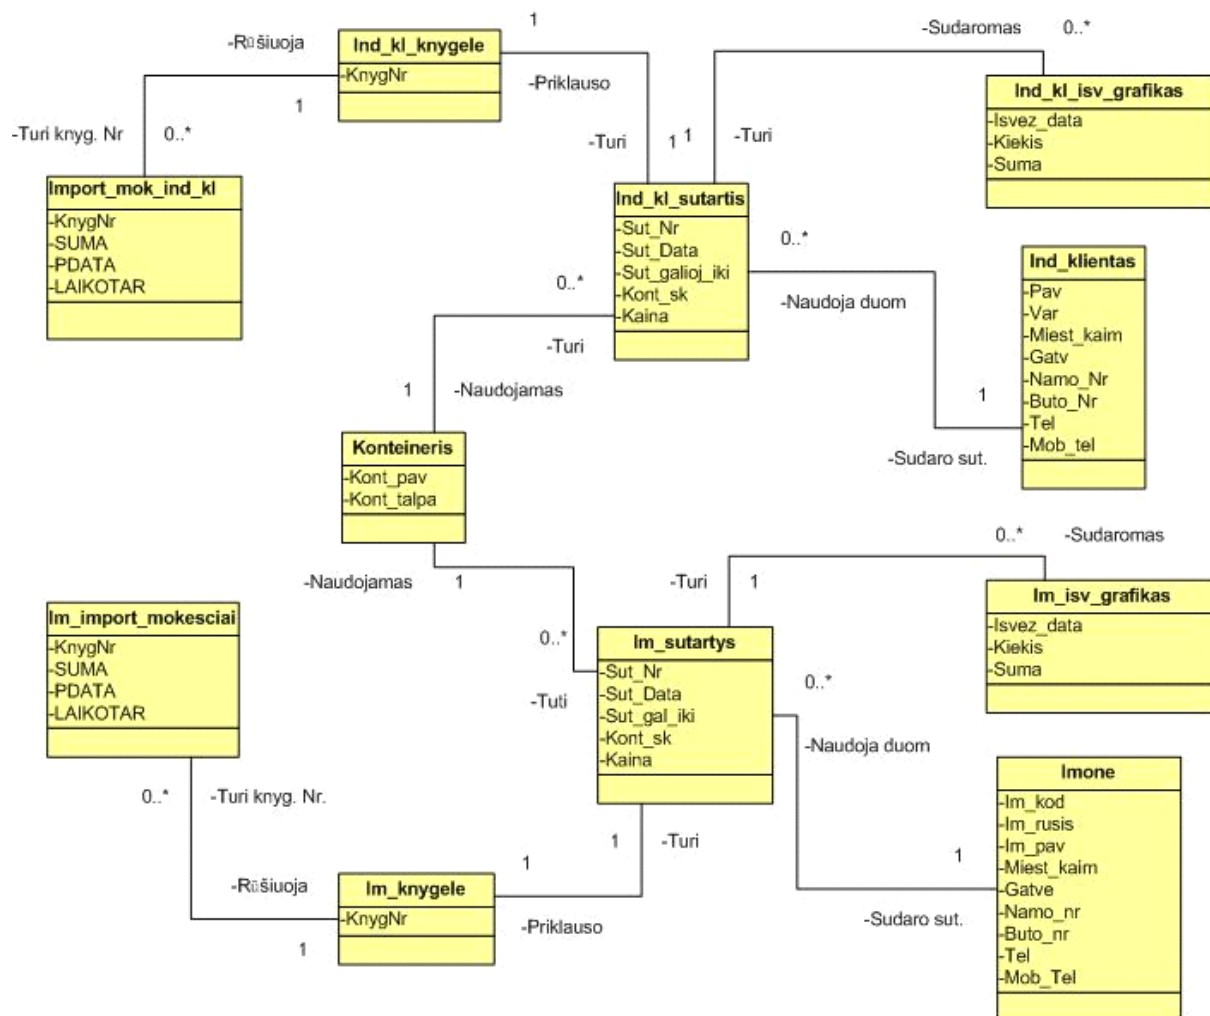 1
-Sudaromas 0..*
-R▯šiuoja
Ind_kl_knygele
-KnygNr
-Priklauso
1
-Turi knyg. Nr 0..*
-Turi
1
1
-Turi
Ind_kl_isv_grafikas
-Isvez_data
-Kiekis
-Suma
Import_mok_ind_kl
-KnygNr
-SUMA
-PDATA
-LAIKOTAR
Ind_kl_sutartis
-Sut_Nr
-Sut_Data
-Sut_galioj_iki
-Kont_sk
-Kaina
0..*
-Naudoja duom
Ind_klientas
-Pav
-Var
-Miest_kaim
-Gatv
-Namo_Nr
-Buto_Nr
-Tel
-Mob_tel
0..*
-Turi
1
-Naudojamas
1
-Sudaro sut.
Konteineris
-Kont_pav
-Kont_talpa
-Naudojamas
1
0..*
-Tuti
-Turi
1
0..*
-Sudaromas
Im_isv_grafikas
-Isvez_data
-Kiekis
-Suma
Im_import_mokesciai
-KnygNr
-SUMA
-PDATA
-LAIKOTAR
Im_sutartys
-Sut_Nr
-Sut_Data
-Sut_gal_iki
-Kont_sk
-Kaina
0..*
-Naudoja duom
Imone
-Im_kod
-Im_rusis
-Im_pav
-Miest_kaim
-Gatve
-Namo_nr
-Buto_nr
-Tel
-Mob_Tel
0..*
-Turi knyg. Nr.
1
-Turi
1
1
-R▯šiuoja
Im_knygele
-KnygNr
-Priklauso
-Sudaro sut.
1